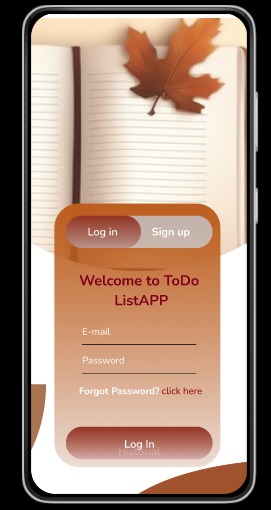 Log in Sign up
Welcome to ToDo
ListAPP
E-mail
Password
Forgot Password? click here
Log In
Historial